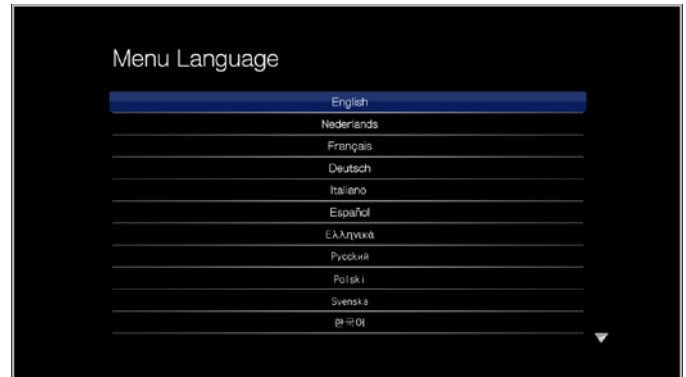 Menu Language
English
Nederlands
Français
Deutsch
Italiano
Español
Ελληνικά
Русский
Polski
Svenska
한국어